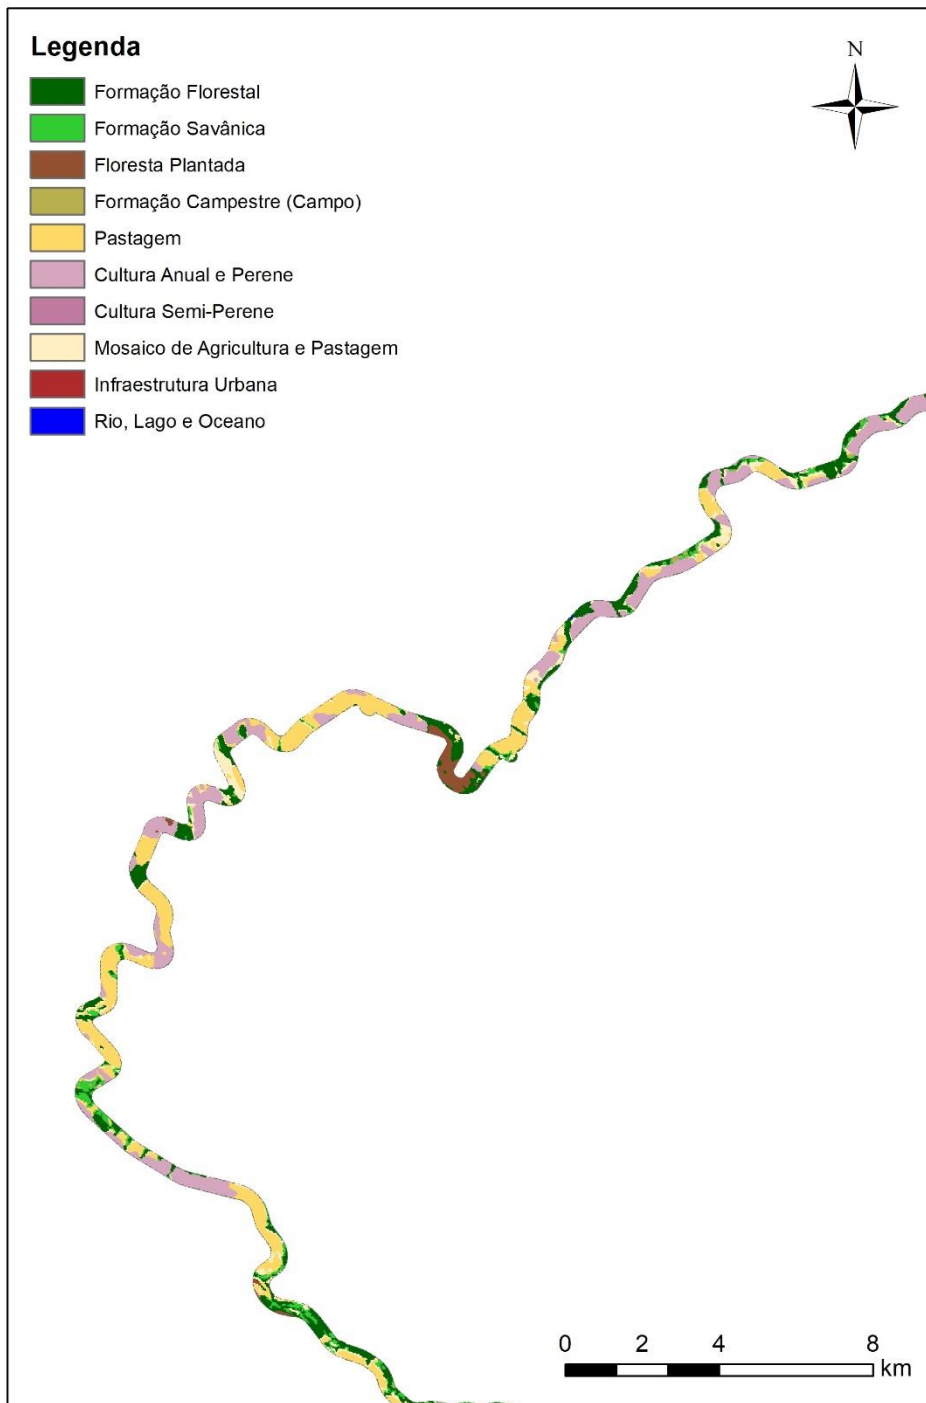 Legenda
N
Formação Florestal
Formação Savânica
Floresta Plantada
Formação Campestre (Campo)
Pastagem
Cultura Anual e Perene
Cultura Semi-Perene
Mosaico de Agricultura e Pastagem
Infraestrutura Urbana
Rio, Lago e Oceano
0 2 4 8
km